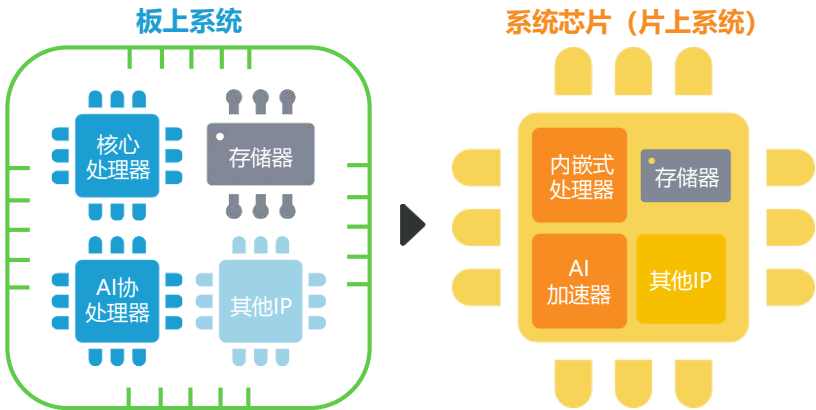 板上系统
系统芯片（片上系统）
核心
处理器
存储器
AI协
处理器
其他IP
内嵌式
处理器
存储器
AI
加速器
其他IP